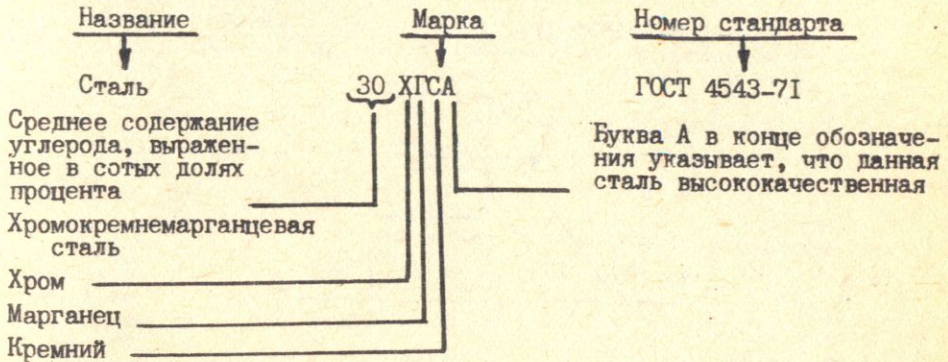 Название Марка Номер стандарта
Сталь 30 ХГСА ГОСТ 4543-71
Среднее содержание
углерода, выражен-
ное в сотых долях
процента
Буква А в конце обозначе-
ния указывает, что данная
сталь высококачественная
Хромокремнемарганцевая
сталь
Хром
Марганец
Кремний